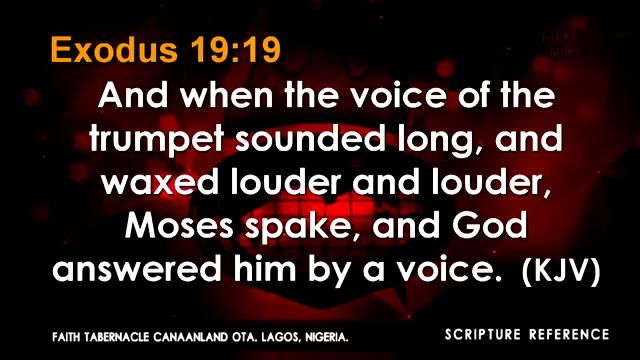 Exodus 19:19
And when the voice of the
trumpet sounded long, and
waxed louder and louder,
Moses spake, and God
answered him by a voice. (KJV)
FAITH TABERNACLE CANAANLAND OTA. LAGOS, NIGERIA.
SCRIPTURE REFERENCE